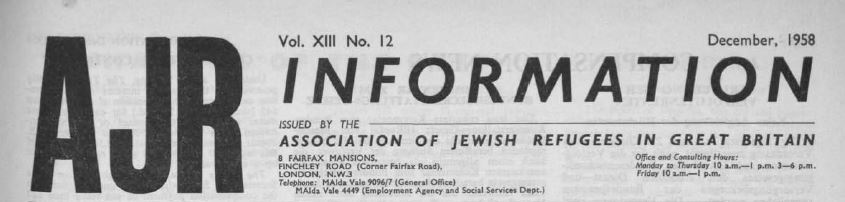 AJR
Vol. XIII No. 12
December, 1958
INFORMATION
ISSUED BY THE
ASSOCIATION OF JEWISH REFUGEES IN GREAT BRITAIN
8 FAIRFAX MANSIONS,
FINCHLEY ROAD (Corner Fairfax Road),
LONDON, N.W.3
Telephone: MAIda Vale 9096/7 (General Office)
MAIda Vale 4449 (Employment Agency and Social Services Dept.)
Office and Consulting Hours:
Monday to Thursday 10 a.m.—1 p.m. 3—6 p.m.
Friday 10 a.m.—1 p.m.